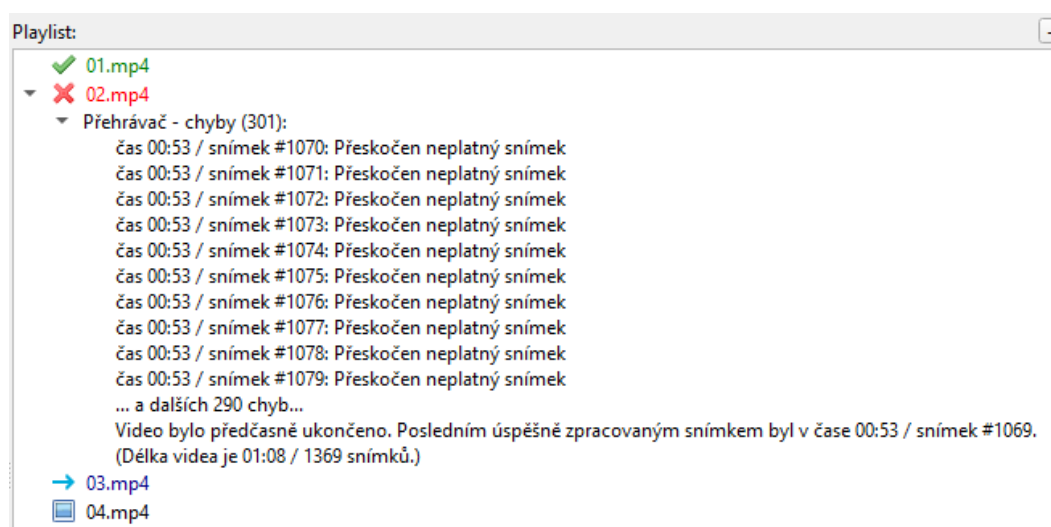 Playlist:
01.mp4
02.mp4
Přehrávač - chyby (301):
čas 00:53 / snímek #1070: Přeskočen neplatný snímek
čas 00:53 / snímek #1071: Přeskočen neplatný snímek
čas 00:53 / snímek #1072: Přeskočen neplatný snímek
čas 00:53 / snímek #1073: Přeskočen neplatný snímek
čas 00:53 / snímek #1074: Přeskočen neplatný snímek
čas 00:53 / snímek #1075: Přeskočen neplatný snímek
čas 00:53 / snímek #1076: Přeskočen neplatný snímek
čas 00:53 / snímek #1077: Přeskočen neplatný snímek
čas 00:53 / snímek #1078: Přeskočen neplatný snímek
čas 00:53 / snímek #1079: Přeskočen neplatný snímek
... a dalších 290 chyb...
Video bylo předčasně ukončeno. Posledním úspěšně zpracovaným snímkem byl v čase 00:53 / snímek #1069.
(Délka videa je 01:08 / 1369 snímků.)
03.mp4
04.mp4